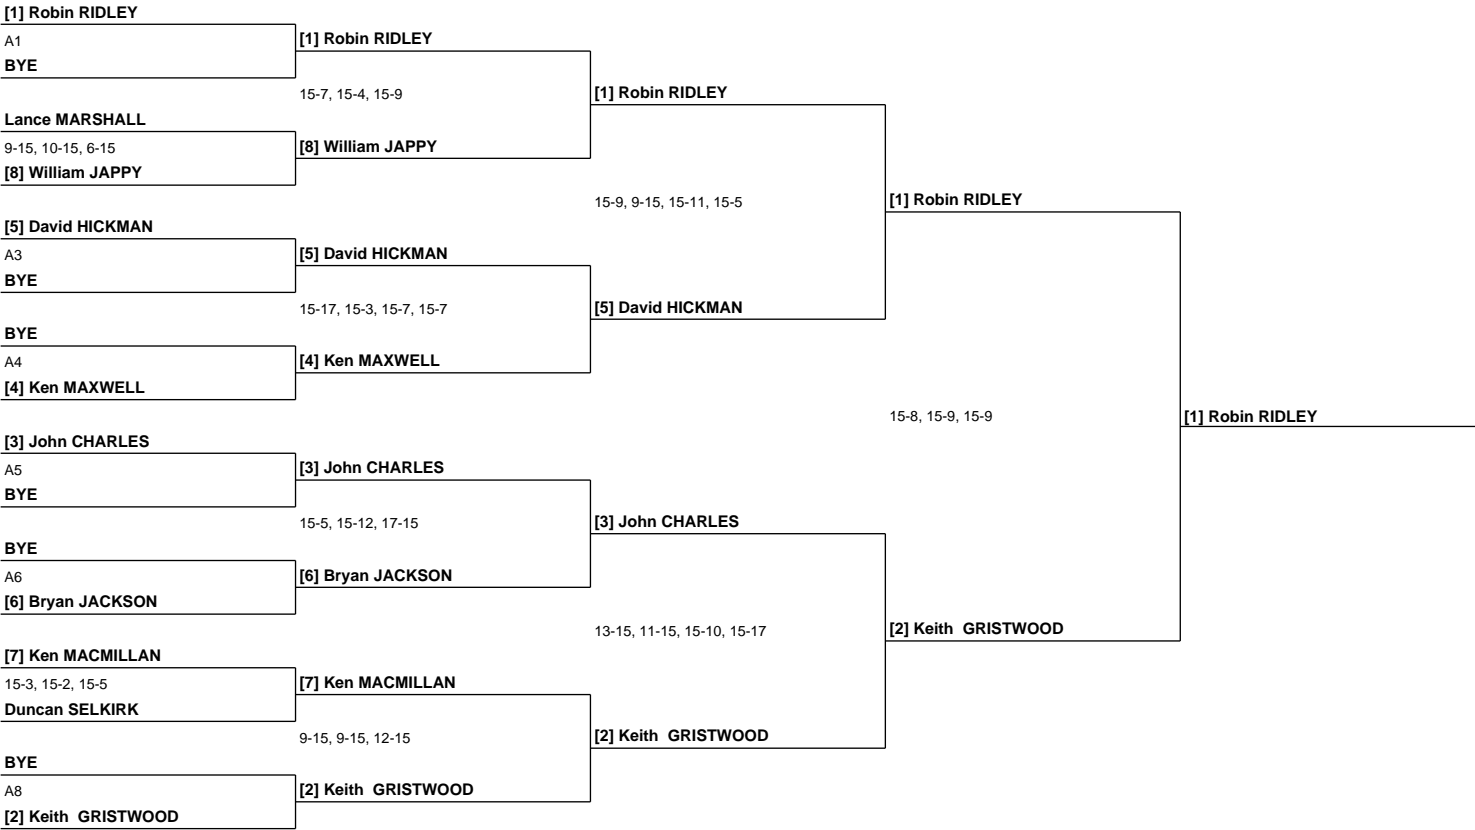 [1] Robin RIDLEY
A1
BYE
Lance MARSHALL
9-15, 10-15, 6-15
[8] William JAPPY
[5] David HICKMAN
A3
BYE
BYE
A4
[4] Ken MAXWELL
[3] John CHARLES
A5
BYE
BYE
A6
[6] Bryan JACKSON
[7] Ken MACMILLAN
15-3, 15-2, 15-5
Duncan SELKIRK
BYE
A8
[2] Keith  GRISTWOOD
[1] Robin RIDLEY
15-7, 15-4, 15-9
[8] William JAPPY
[5] David HICKMAN
15-17, 15-3, 15-7, 15-7
[4] Ken MAXWELL
[3] John CHARLES
15-5, 15-12, 17-15
[6] Bryan JACKSON
[7] Ken MACMILLAN
9-15, 9-15, 12-15
[2] Keith  GRISTWOOD
[1] Robin RIDLEY
15-9, 9-15, 15-11, 15-5
[5] David HICKMAN
[3] John CHARLES
13-15, 11-15, 15-10, 15-17
[2] Keith  GRISTWOOD
[1] Robin RIDLEY
15-8, 15-9, 15-9
[2] Keith  GRISTWOOD
[1] Robin RIDLEY